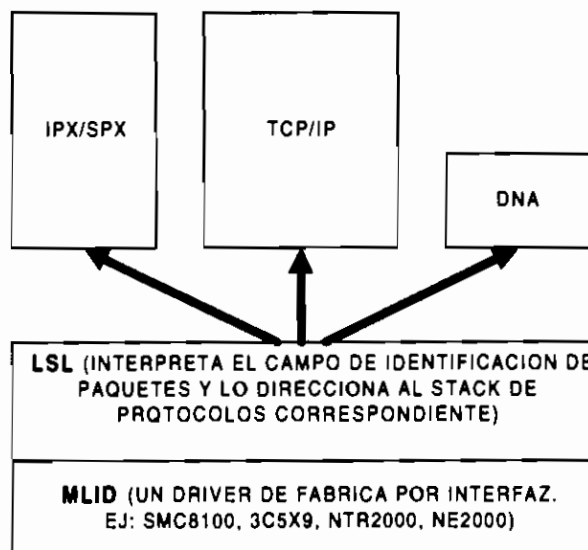 IPX/SPX
TCP/IP
DNA
LSL (INTERPRETA EL CAMPO DE IDENTIFICACION DE
PAQUETES Y LO DIRECCIONA AL STACK DE
PROTOCOLOS CORRESPONDIENTE)
MLID (UN DRIVER DE FABRICA POR INTERFAZ.
EJ: SMC8100, 3C5X9, NTR2000, NE2000)